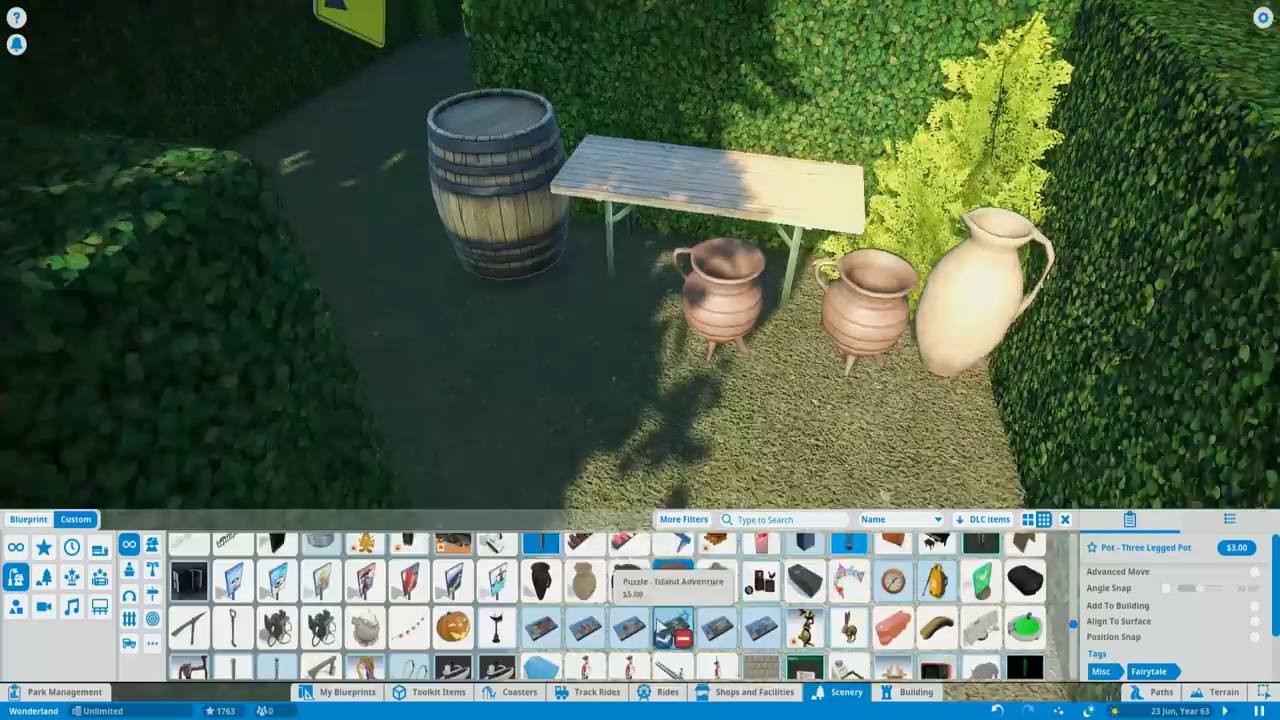 ?
Blueprint
Custom
More Filters
Type to Search
Name
DLC items
Pot - Three Legged Pot
$3.00
Advanced Move
Angle Snap
Add To Building
Align To Surface
Position Snap
Tags
Misc
Fairytale
Puzzle - Island Adventure
$5.00
Park Management
My Blueprints
Toolkit Items
Coasters
Track Rides
Rides
Shops and Facilities
Scenery
Building
Paths
Terrain
Wonderland
Unlimited
1763
0
23 Jun, Year 63